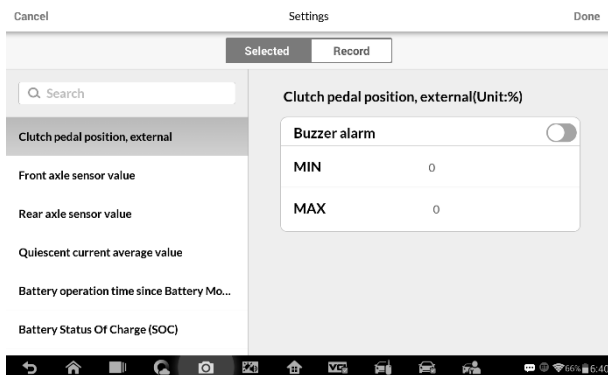 Cancel Settings Done
Selected Record
Search
Clutch pedal position, external(Unit:%)
Clutch pedal position, external
Buzzer alarm
MIN 0
Front axle sensor value
MAX 0
Rear axle sensor value
Quiescent current average value
Battery operation time since Battery Mo...
Battery Status Of Charge (SOC)
VCI 66% 6:40